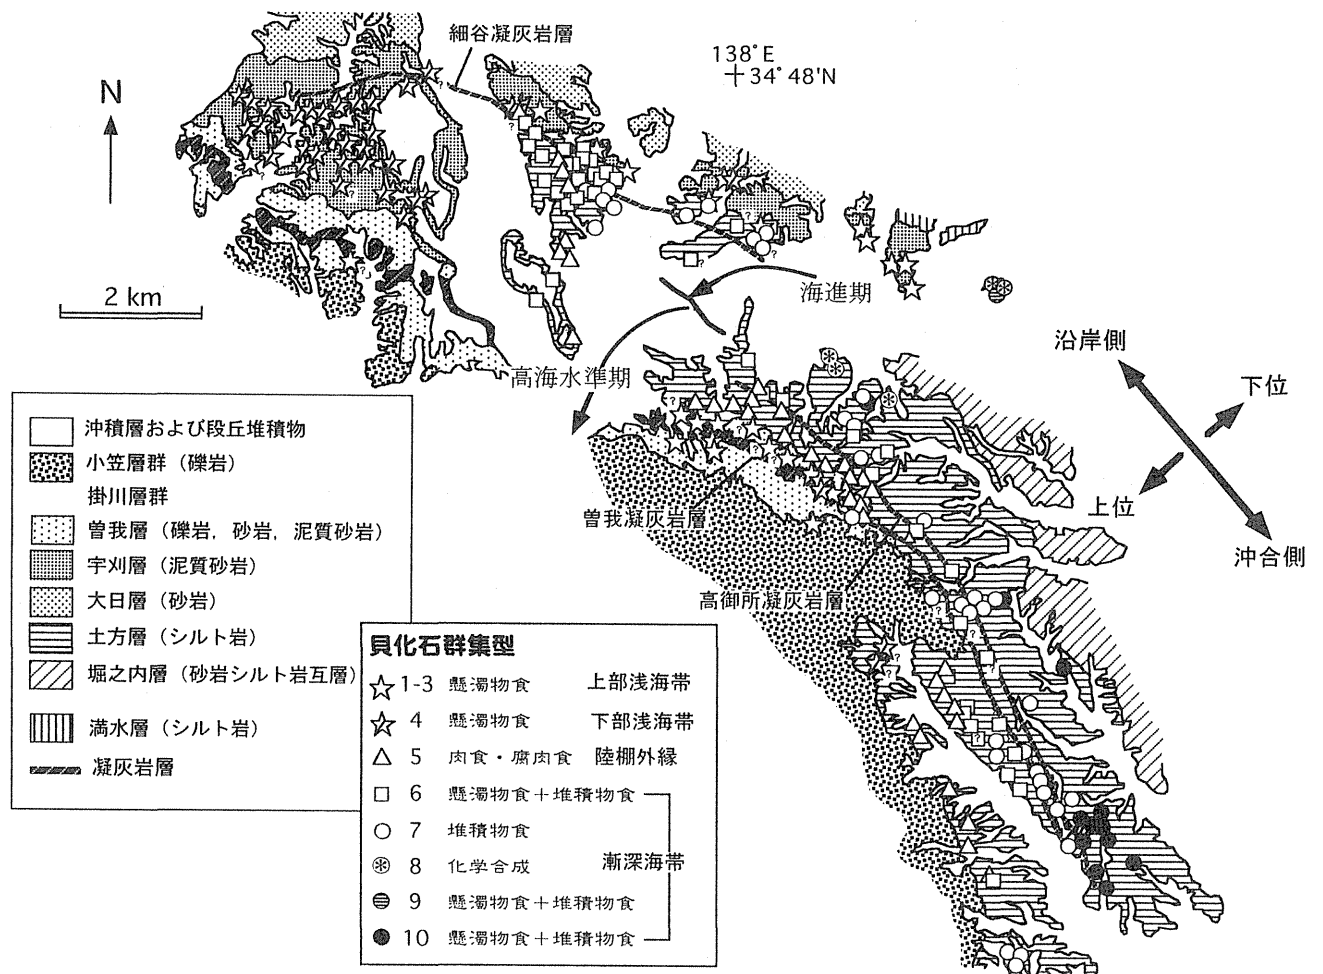 細谷凝灰岩層
138°E
34°48'N
N
2 km
海進期
高海水準期
沿岸側
下位
上位
沖合側
曽我凝灰岩層
高御所凝灰岩層
沖積層および段丘堆積物
小笠層群（礫岩）
掛川層群
曽我層（礫岩，砂岩，泥質砂岩）
宇刈層（泥質砂岩）
大日層（砂岩）
土方層（シルト岩）
堀之内層（砂岩シルト岩互層）
満水層（シルト岩）
凝灰岩層
貝化石群集型
1-3 懸濁物食 上部浅海帯
4 懸濁物食 下部浅海帯
5 肉食・腐肉食 陸棚外縁
6 懸濁物食＋堆積物食
7 堆積物食
8 化学合成 漸深海帯
9 懸濁物食＋堆積物食
10 懸濁物食＋堆積物食